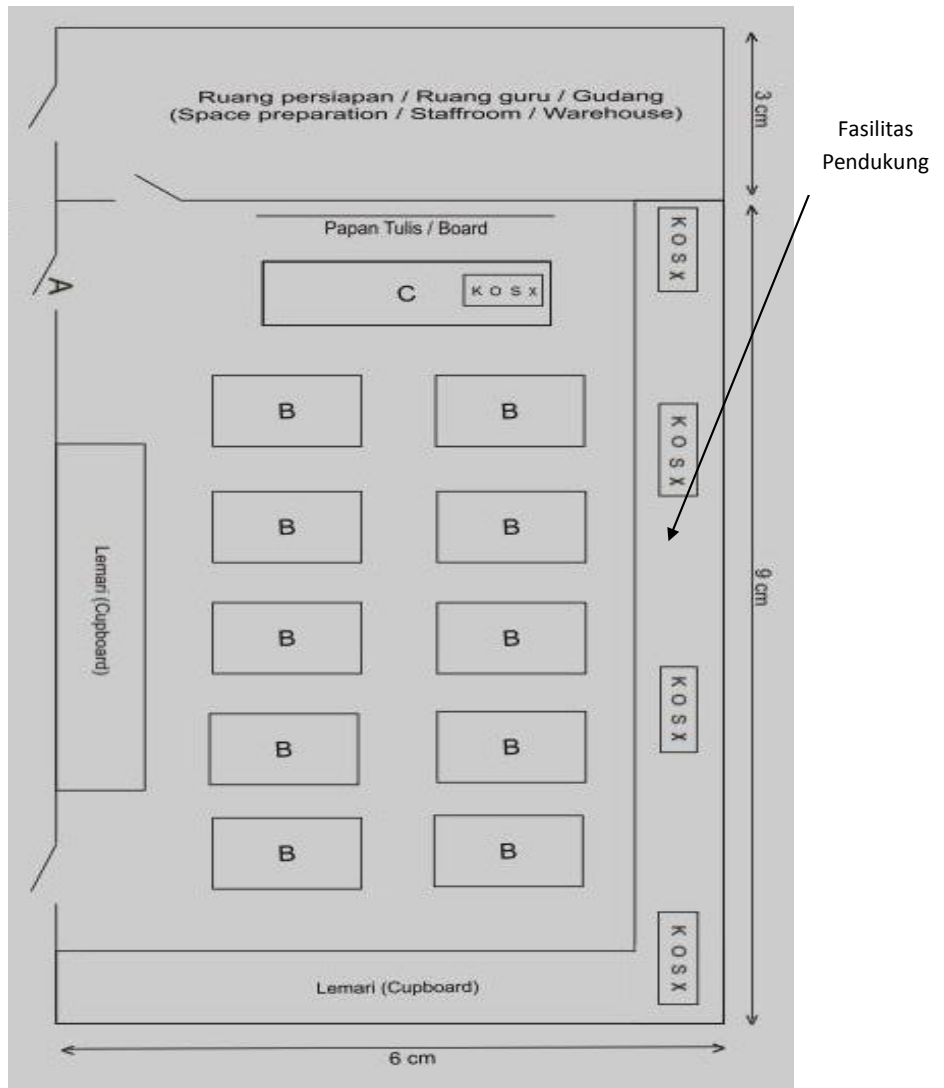 Ruang persiapan / Ruang guru / Gudang
(Space preparation / Staffroom / Warehouse)
3 cm
Fasilitas
Pendukung
Papan Tulis / Board
K O S X
A
C
K O S X
B
B
K O S X
B
B
Lemari (Cupboard)
9 cm
B
B
K O S X
B
B
B
B
K O S X
Lemari (Cupboard)
6 cm